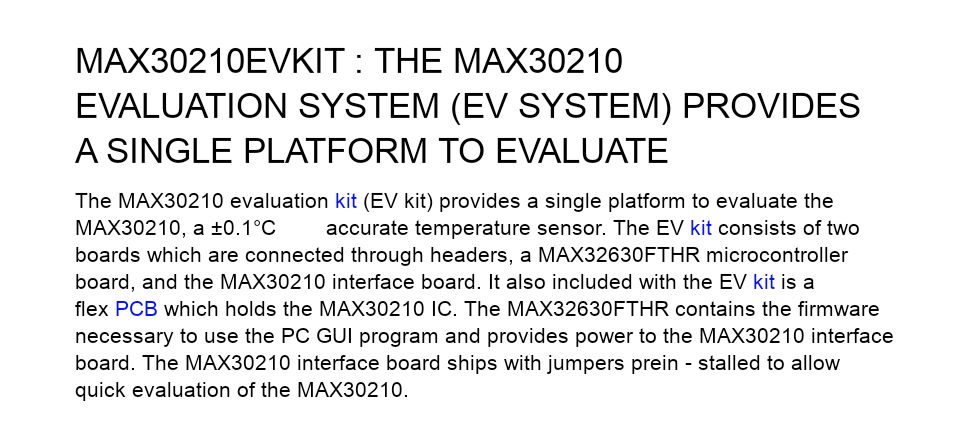 MAX30210EVKIT : THE MAX30210
EVALUATION SYSTEM (EV SYSTEM) PROVIDES
A SINGLE PLATFORM TO EVALUATE
The MAX30210 evaluation kit (EV kit) provides a single platform to evaluate the
MAX30210, a ±0.1°C accurate temperature sensor. The EV kit consists of two
boards which are connected through headers, a MAX32630FTHR microcontroller
board, and the MAX30210 interface board. It also included with the EV kit is a
flex PCB which holds the MAX30210 IC. The MAX32630FTHR contains the firmware
necessary to use the PC GUI program and provides power to the MAX30210 interface
board. The MAX30210 interface board ships with jumpers prein - stalled to allow
quick evaluation of the MAX30210.